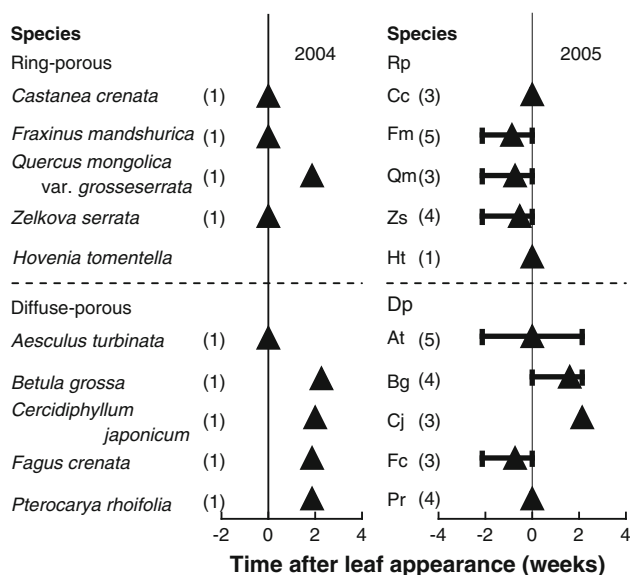 Species 2004 Species 2005
Ring-porous Rp
Castanea crenata (1) Cc (3)
Fraxinus mandshurica (1) Fm (5)
Quercus mongolica
var. grosseserrata (1) Qm (3)
Zelkova serrata (1) Zs (4)
Hovenia tomentella Ht (1)
Diffuse-porous Dp
Aesculus turbinata (1) At (5)
Betula grossa (1) Bg (4)
Cercidiphyllum
japonicum (1) Cj (3)
Fagus crenata (1) Fc (3)
Pterocarya rhoifolia (1) Pr (4)
-2 0 2 4 -4 -2 0 2 4
Time after leaf appearance (weeks)